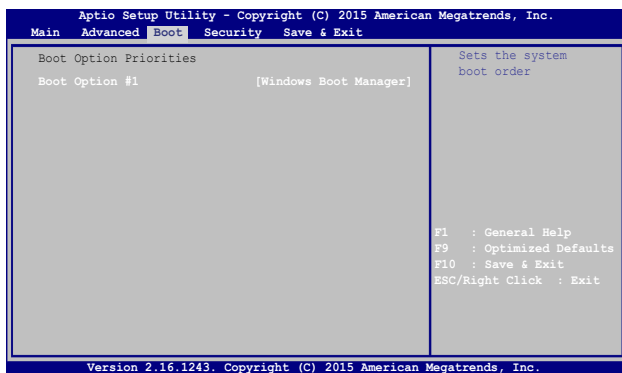 Aptio Setup Utility - Copyright (C) 2015 American Megatrends, Inc.
Main Advanced Boot Security Save & Exit
Boot Option Priorities
Boot Option #1 [Windows Boot Manager]
Sets the system
boot order
F1 : General Help
F9 : Optimized Defaults
F10 : Save & Exit
ESC/Right Click : Exit
Version 2.16.1243. Copyright (C) 2015 American Megatrends, Inc.